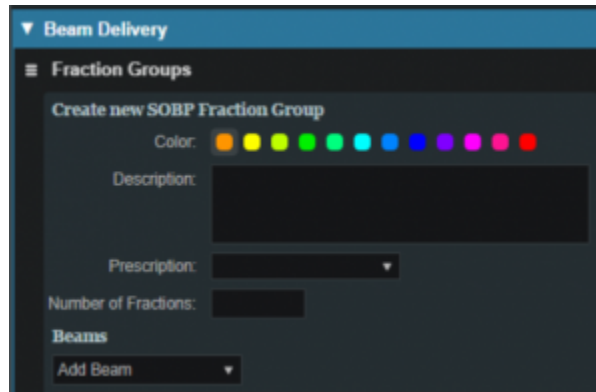 Beam Delivery
Fraction Groups
Create new SOBP Fraction Group
Color:
Description:
Prescription:
Number of Fractions:
Beams
Add Beam